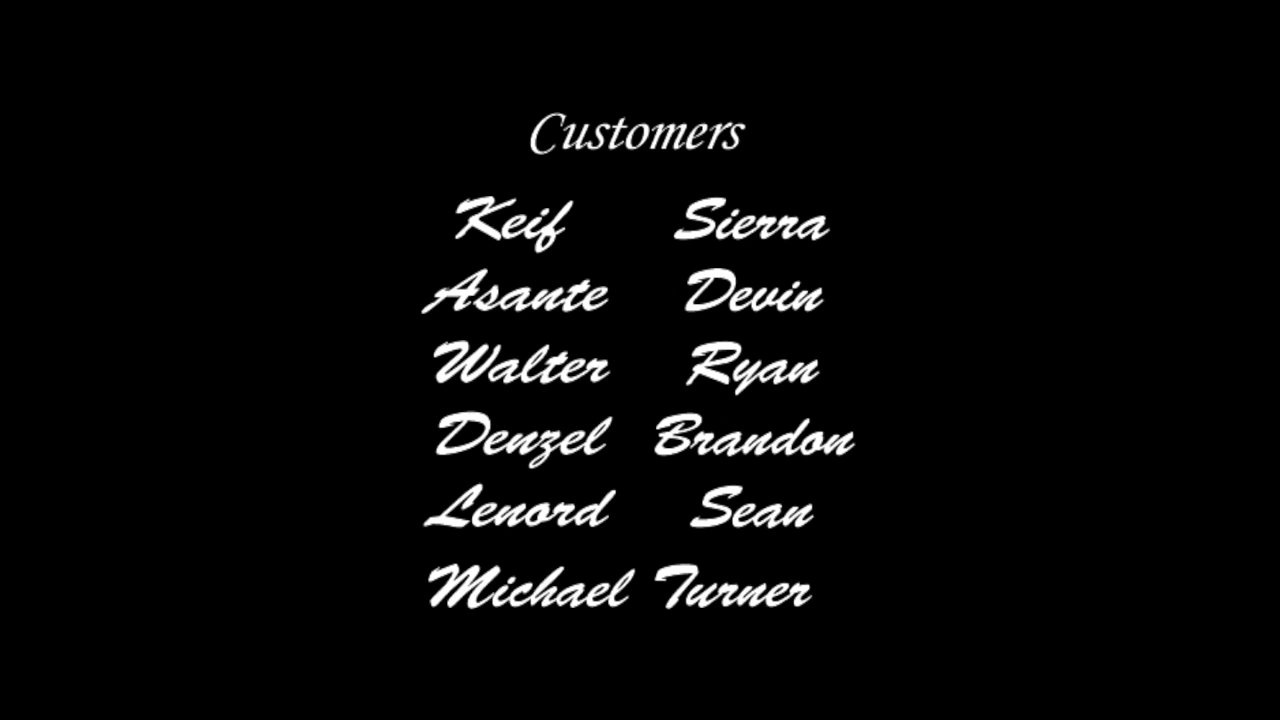 Customers
Keif Sierra
Asante Devin
Walter Ryan
Denzel Brandon
Lenord Sean
Michael Turner